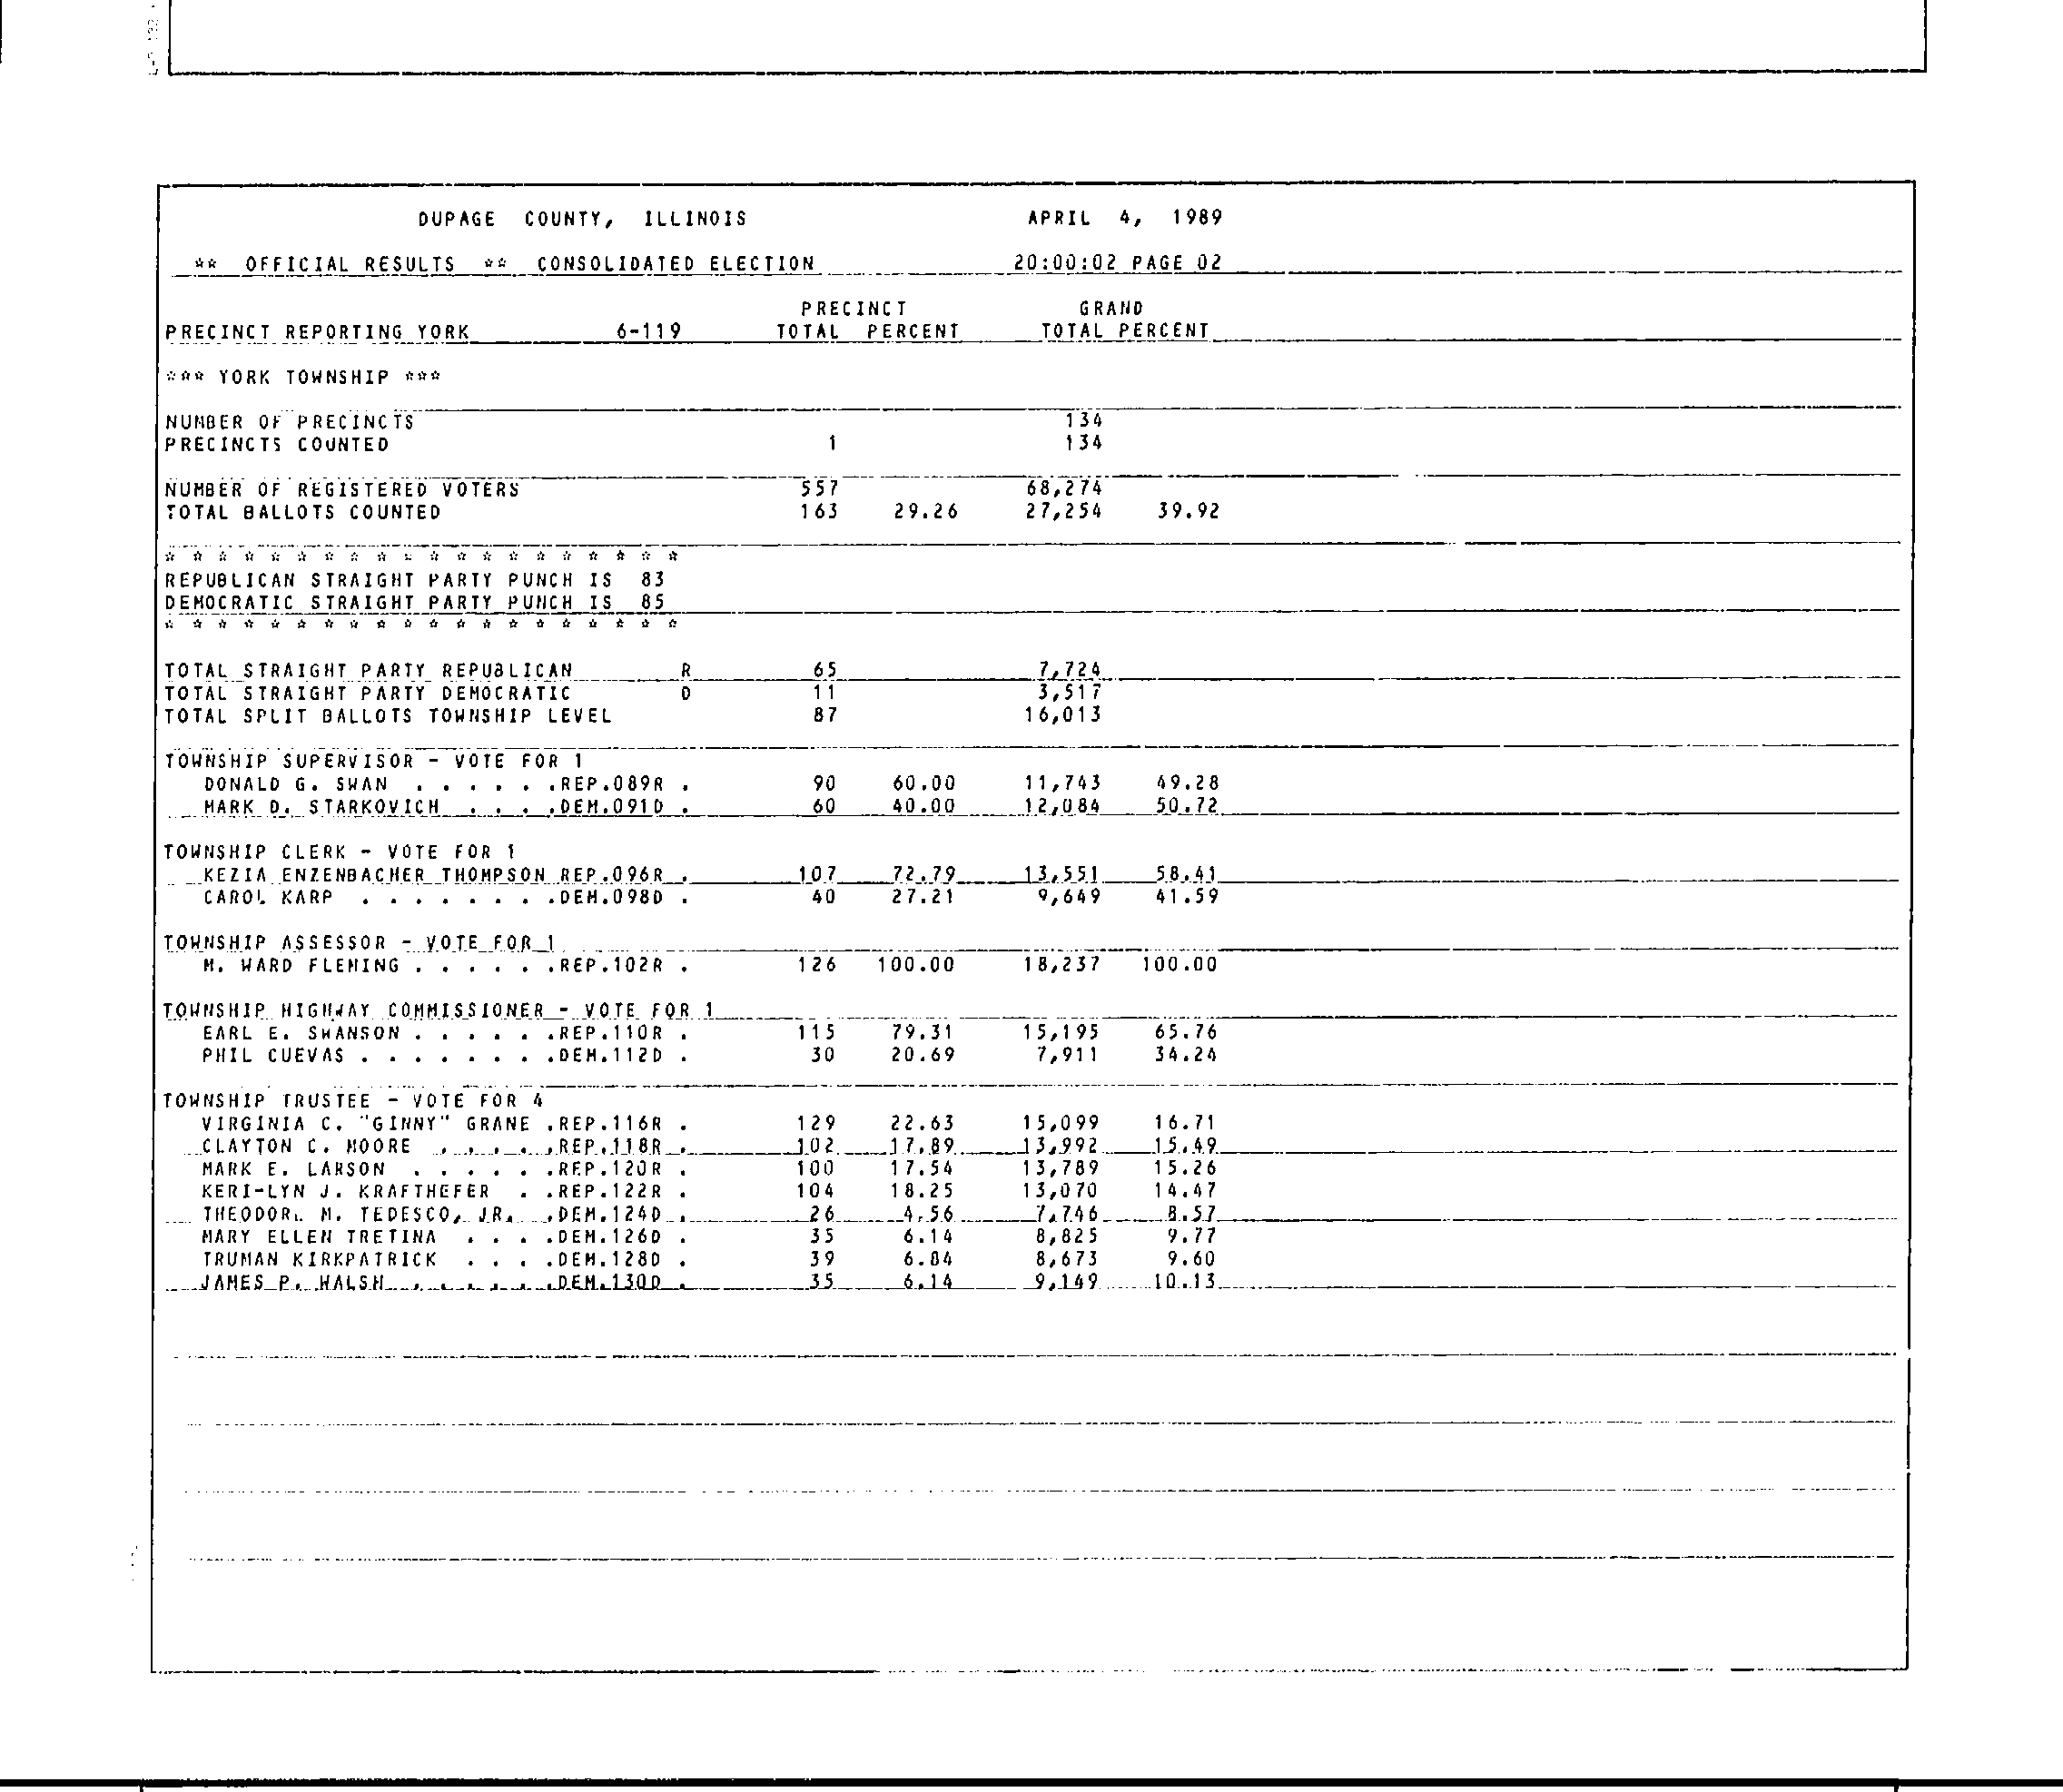 DUPAGE COUNTY, ILLINOIS APRIL 4, 1989
** OFFICIAL RESULTS ** CONSOLIDATED ELECTION 20:00:02 PAGE 02
PRECINCT GRAND
PRECINCT REPORTING YORK 6-119 TOTAL PERCENT TOTAL PERCENT
*** YORK TOWNSHIP ***
NUMBER OF PRECINCTS 134
PRECINCTS COUNTED 1 134
NUMBER OF REGISTERED VOTERS 557 68,274
TOTAL BALLOTS COUNTED 163 29.26 27,254 39.92
* * * * * * * * * * * * * * * * * * * *
REPUBLICAN STRAIGHT PARTY PUNCH IS 83
DEMOCRATIC STRAIGHT PARTY PUNCH IS 85
* * * * * * * * * * * * * * * * * * * *
TOTAL STRAIGHT PARTY REPUBLICAN R 65 7,724
TOTAL STRAIGHT PARTY DEMOCRATIC D 11 3,517
TOTAL SPLIT BALLOTS TOWNSHIP LEVEL 87 16,013
TOWNSHIP SUPERVISOR - VOTE FOR 1
DONALD G. SWAN . . . . . .REP.089R . 90 60.00 11,743 49.28
MARK D. STARKOVICH . . . .DEM.091D . 60 40.00 12,084 50.72
TOWNSHIP CLERK - VOTE FOR 1
KEZIA ENZENBACHER THOMPSON REP.096R . 107 72.79 13,551 58.41
CAROL KARP . . . . . . . .DEM.098D . 40 27.21 9,649 41.59
TOWNSHIP ASSESSOR - VOTE FOR 1
M. WARD FLEMING . . . . . .REP.102R . 126 100.00 18,237 100.00
TOWNSHIP HIGHWAY COMMISSIONER - VOTE FOR 1
EARL E. SWANSON . . . . . .REP.110R . 115 79.31 15,195 65.76
PHIL CUEVAS . . . . . . . .DEM.112D . 30 20.69 7,911 34.24
TOWNSHIP TRUSTEE - VOTE FOR 4
VIRGINIA C. "GINNY" GRANE .REP.116R . 129 22.63 15,099 16.71
CLAYTON C. MOORE . . . . .REP.118R . 102 17.89 13,992 15.49
MARK E. LARSON . . . . . .REP.120R . 100 17.54 13,789 15.26
KERI-LYN J. KRAFTHEFER . .REP.122R . 104 18.25 13,070 14.47
THEODORE M. TEDESCO, JR. .DEM.124D . 26 4.56 7,746 8.57
MARY ELLEN TRETINA . . . .DEM.126D . 35 6.14 8,825 9.77
TRUMAN KIRKPATRICK . . . .DEM.128D . 39 6.84 8,673 9.60
JAMES P. WALSH . . . . . .DEM.130D . 35 6.14 9,149 10.13